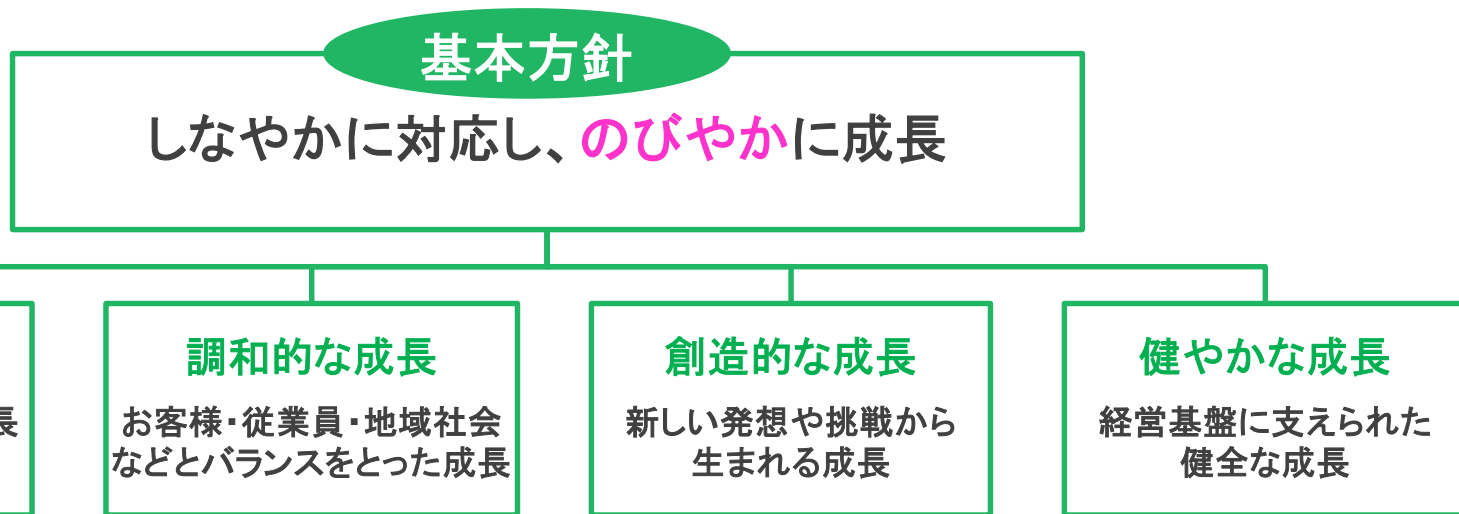 基本方針
しなやかに対応し、のびやかに成長
長
調和的な成長
お客様・従業員・地域社会
などとバランスをとった成長
創造的な成長
新しい発想や挑戦から
生まれる成長
健やかな成長
経営基盤に支えられた
健全な成長